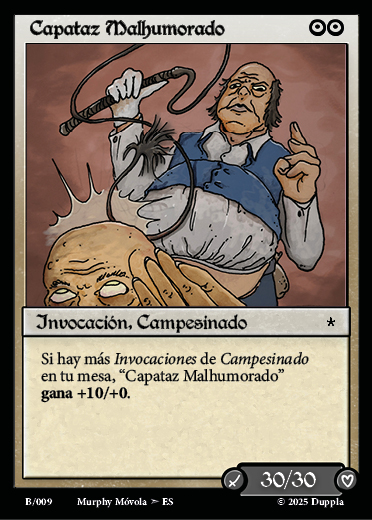 Capataz Malhumorado
Invocación, Campesinado
Si hay más Invocaciones de Campesinado
en tu mesa, “Capataz Malhumorado”
gana +10/+0.
30/30
B/009 Murphy Móvola ➣ ES © 2025 Duppla